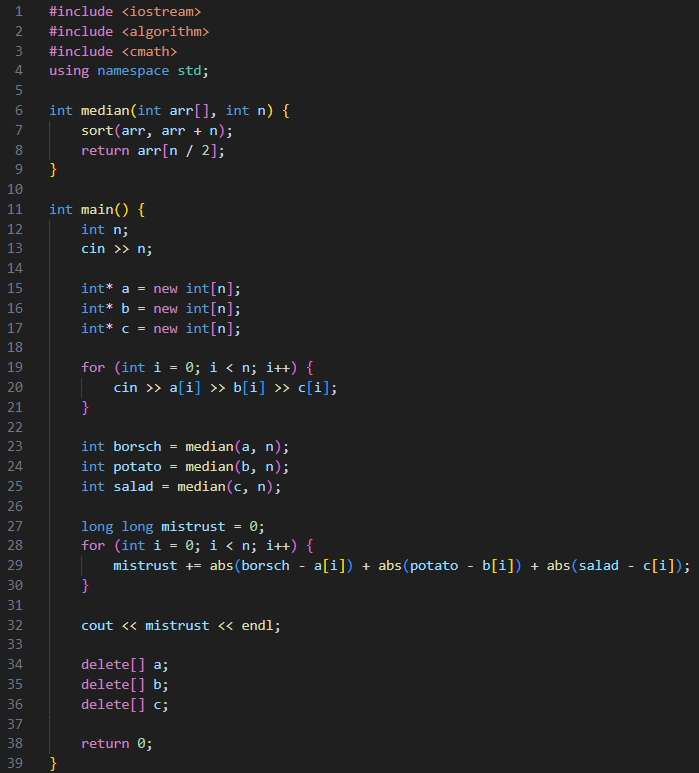 1 #include <iostream>
2 #include <algorithm>
3 #include <cmath>
4 using namespace std;
5
6 int median(int arr[], int n) {
7     sort(arr, arr + n);
8     return arr[n / 2];
9 }
10
11 int main() {
12     int n;
13     cin >> n;
14
15     int* a = new int[n];
16     int* b = new int[n];
17     int* c = new int[n];
18
19     for (int i = 0; i < n; i++) {
20         cin >> a[i] >> b[i] >> c[i];
21     }
22
23     int borsch = median(a, n);
24     int potato = median(b, n);
25     int salad = median(c, n);
26
27     long long mistrust = 0;
28     for (int i = 0; i < n; i++) {
29         mistrust += abs(borsch - a[i]) + abs(potato - b[i]) + abs(salad - c[i]);
30     }
31
32     cout << mistrust << endl;
33
34     delete[] a;
35     delete[] b;
36     delete[] c;
37
38     return 0;
39 }